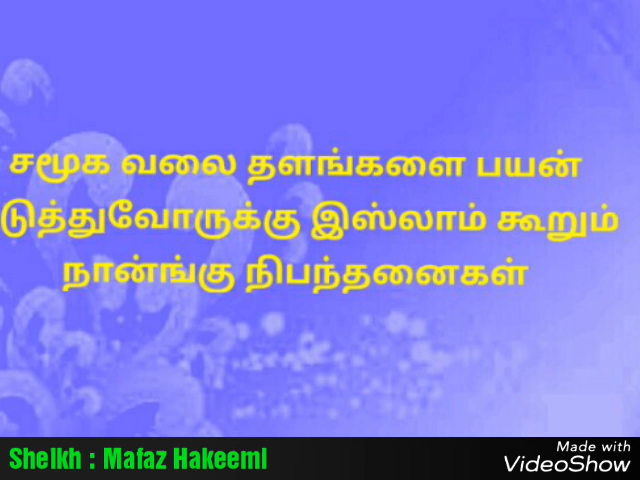 சமூக வலை தளங்களை பயன்
டுத்துவோருக்கு இஸ்லாம் கூறும்
நான்ங்கு நிபந்தனைகள்
Sheikh : Mafaz Hakeemi
Made with
VideoShow